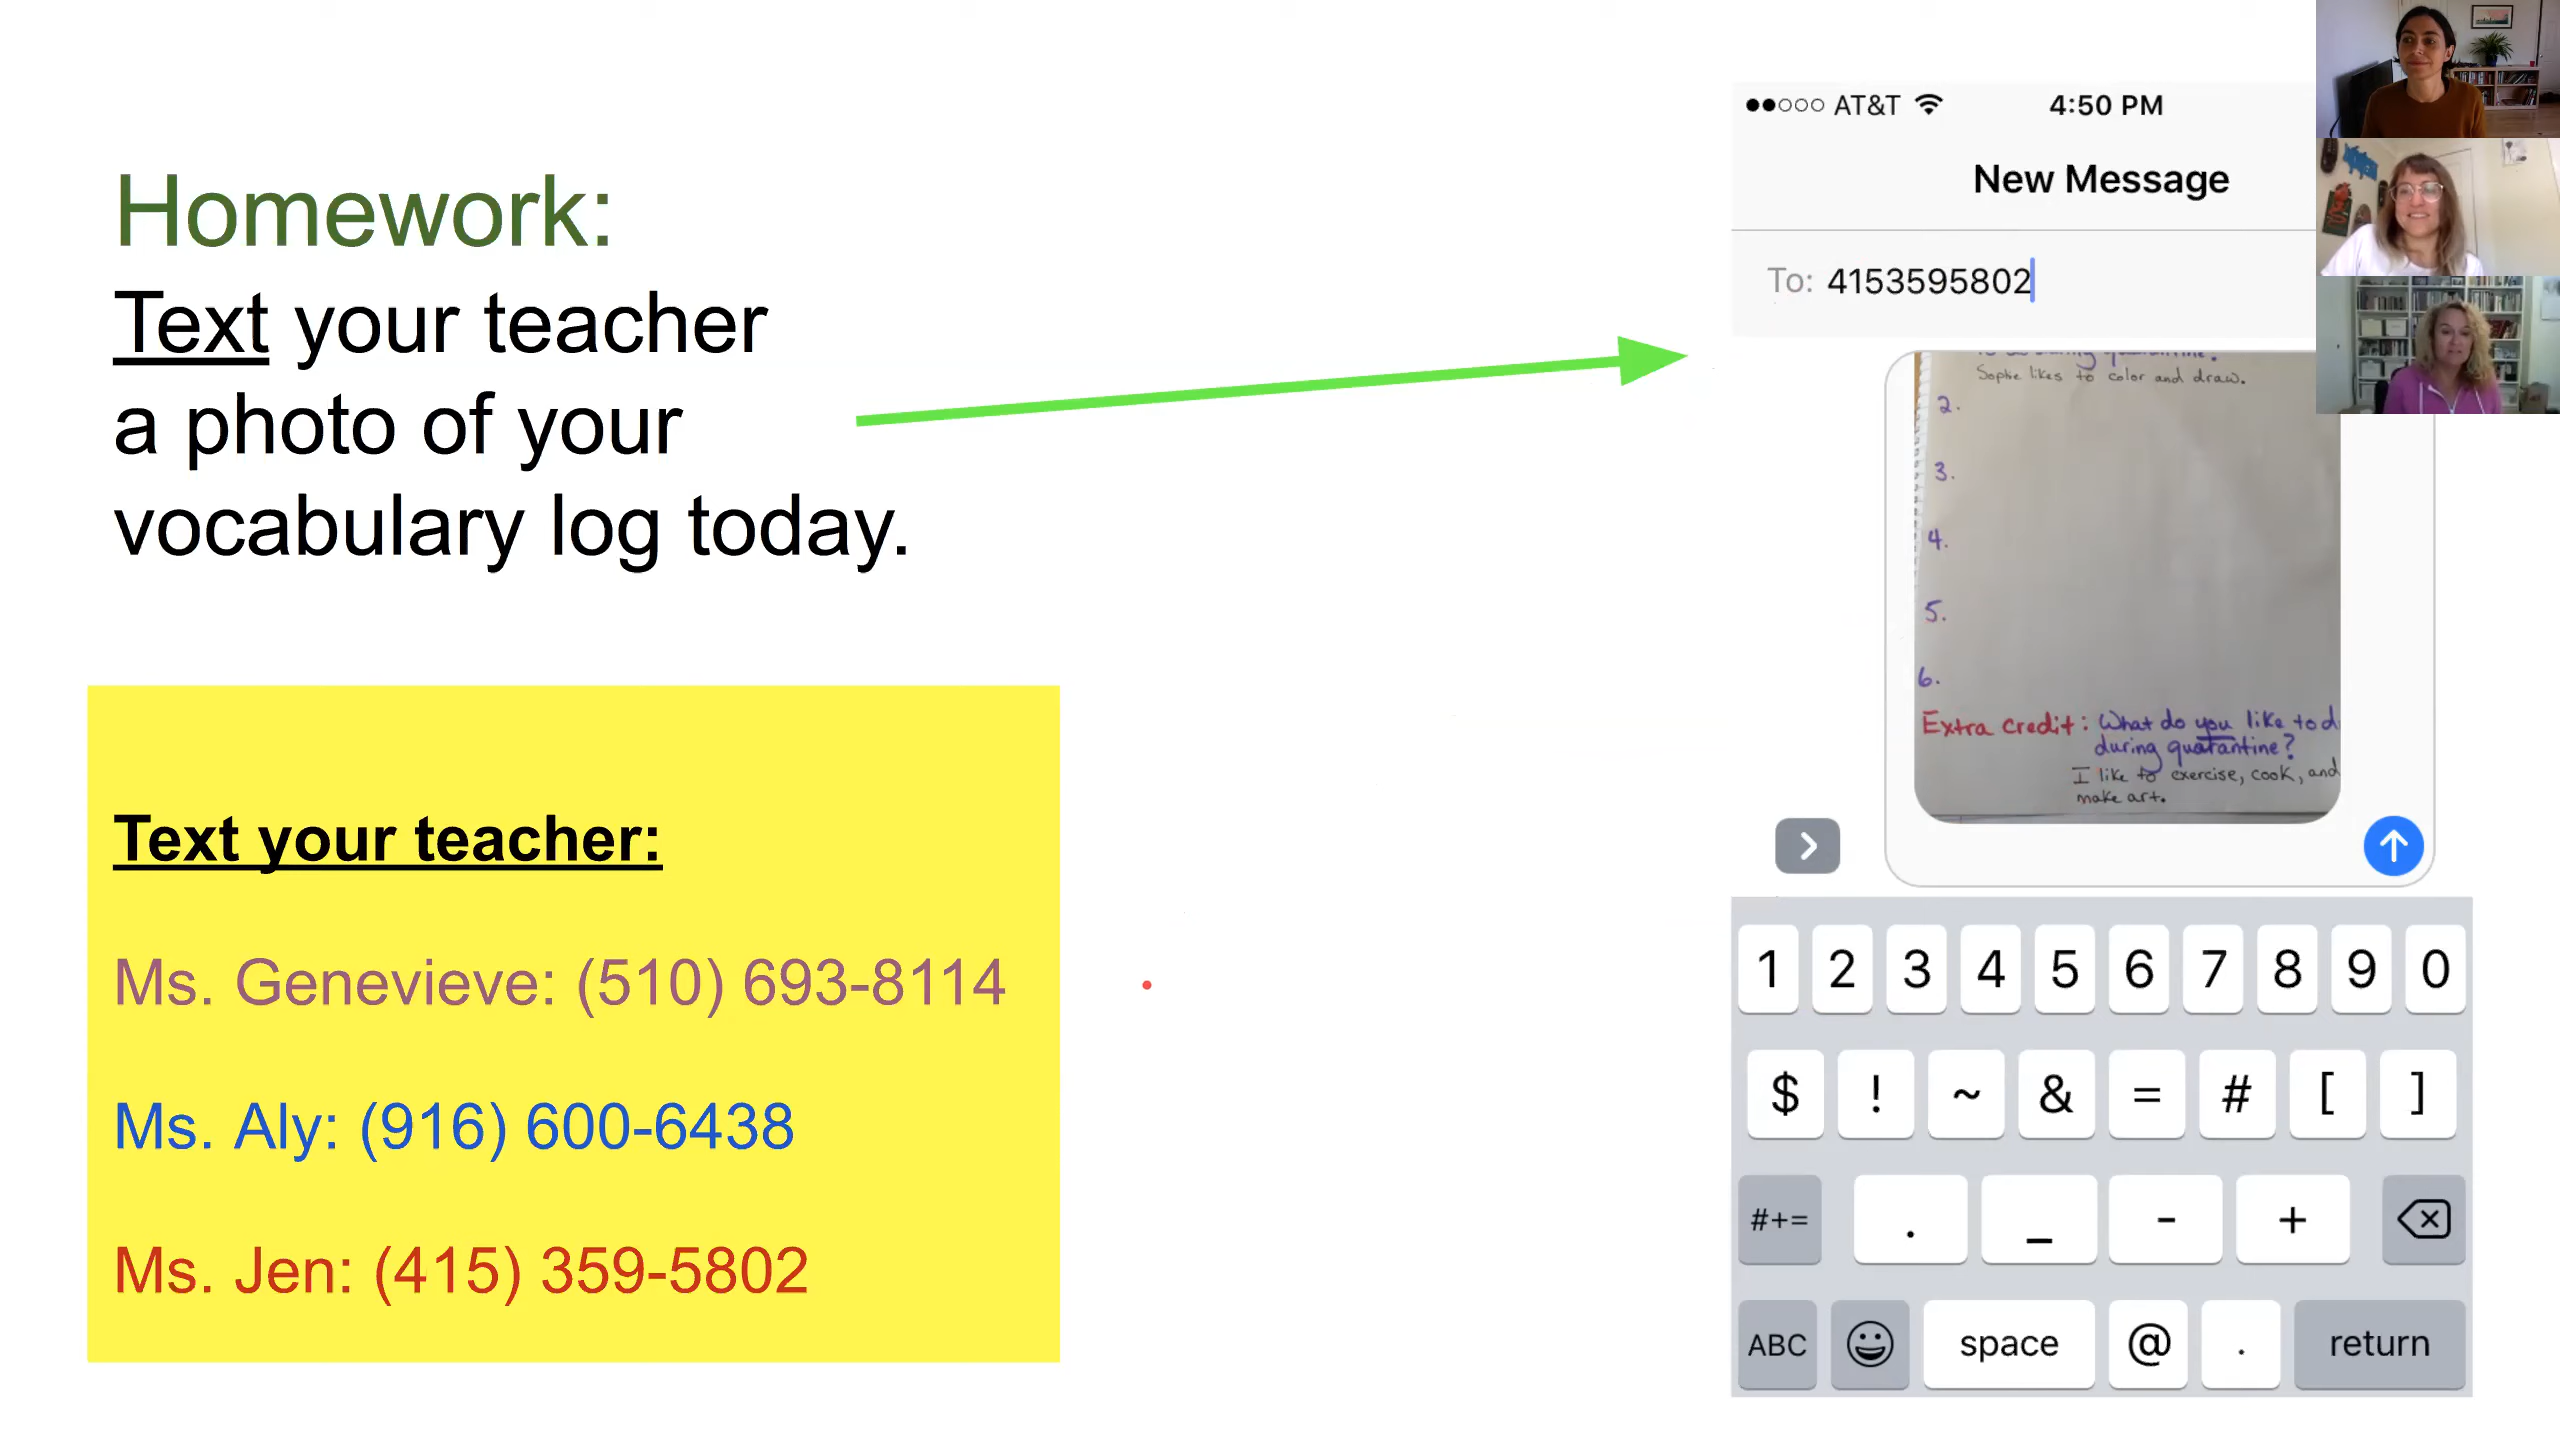 Homework:
Text your teacher
a photo of your
vocabulary log today.
Text your teacher:
Ms. Genevieve: (510) 693-8114
Ms. Aly: (916) 600-6438
Ms. Jen: (415) 359-5802
AT&T 4:50 PM
New Message
To: 4153595802
Sophie likes to color and draw.
2.
3.
4.
5.
6.
Extra credit: What do you like to d
during quarantine?
I like to exercise, cook, and
make art.
1 2 3 4 5 6 7 8 9 0
$ ! ~ & = # [ ]
#+= . _ - +
ABC space @ . return